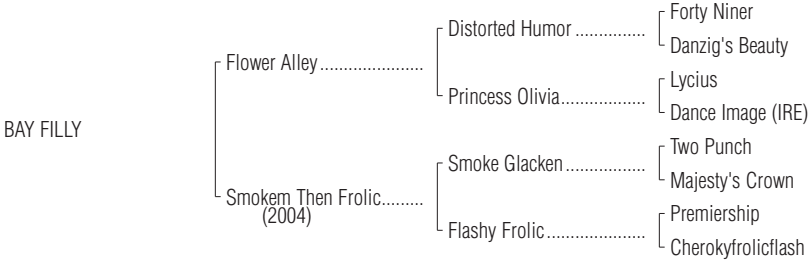 Forty Niner
Distorted Humor ...............
Danzig's Beauty
Flower Alley......................
Lycius
Princess Olivia..................
Dance Image (IRE)
BAY FILLY
Two Punch
Smoke Glacken .................
Majesty's Crown
Smokem Then Frolic.........
(2004)
Premiership
Flashy Frolic.....................
Cherokyfrolicflash